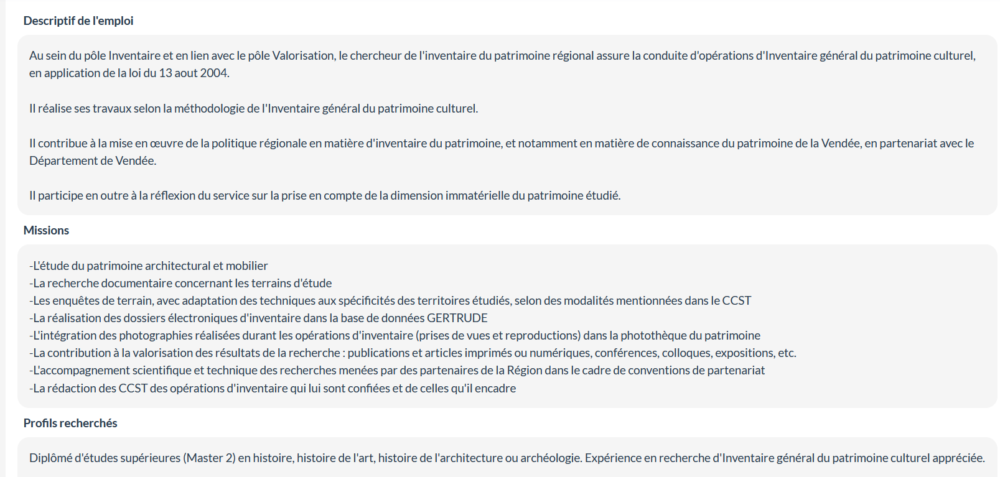 Descriptif de l'emploi
Au sein du pôle Inventaire et en lien avec le pôle Valorisation, le chercheur de l'inventaire du patrimoine régional assure la conduite d'opérations d'Inventaire général du patrimoine culturel,
en application de la loi du 13 aout 2004.
Il réalise ses travaux selon la méthodologie de l'Inventaire général du patrimoine culturel.
Il contribue à la mise en œuvre de la politique régionale en matière d'inventaire du patrimoine, et notamment en matière de connaissance du patrimoine de la Vendée, en partenariat avec le
Département de Vendée.
Il participe en outre à la réflexion du service sur la prise en compte de la dimension immatérielle du patrimoine étudié.
Missions
-L'étude du patrimoine architectural et mobilier
-La recherche documentaire concernant les terrains d'étude
-Les enquêtes de terrain, avec adaptation des techniques aux spécificités des territoires étudiés, selon des modalités mentionnées dans le CCST
-La réalisation des dossiers électroniques d'inventaire dans la base de données GERTRUDE
-L'intégration des photographies réalisées durant les opérations d'inventaire (prises de vues et reproductions) dans la photothèque du patrimoine
-La contribution à la valorisation des résultats de la recherche : publications et articles imprimés ou numériques, conférences, colloques, expositions, etc.
-L'accompagnement scientifique et technique des recherches menées par des partenaires de la Région dans le cadre de conventions de partenariat
-La rédaction des CCST des opérations d'inventaire qui lui sont confiées et de celles qu'il encadre
Profils recherchés
Diplômé d'études supérieures (Master 2) en histoire, histoire de l'art, histoire de l'architecture ou archéologie. Expérience en recherche d'Inventaire général du patrimoine culturel appréciée.